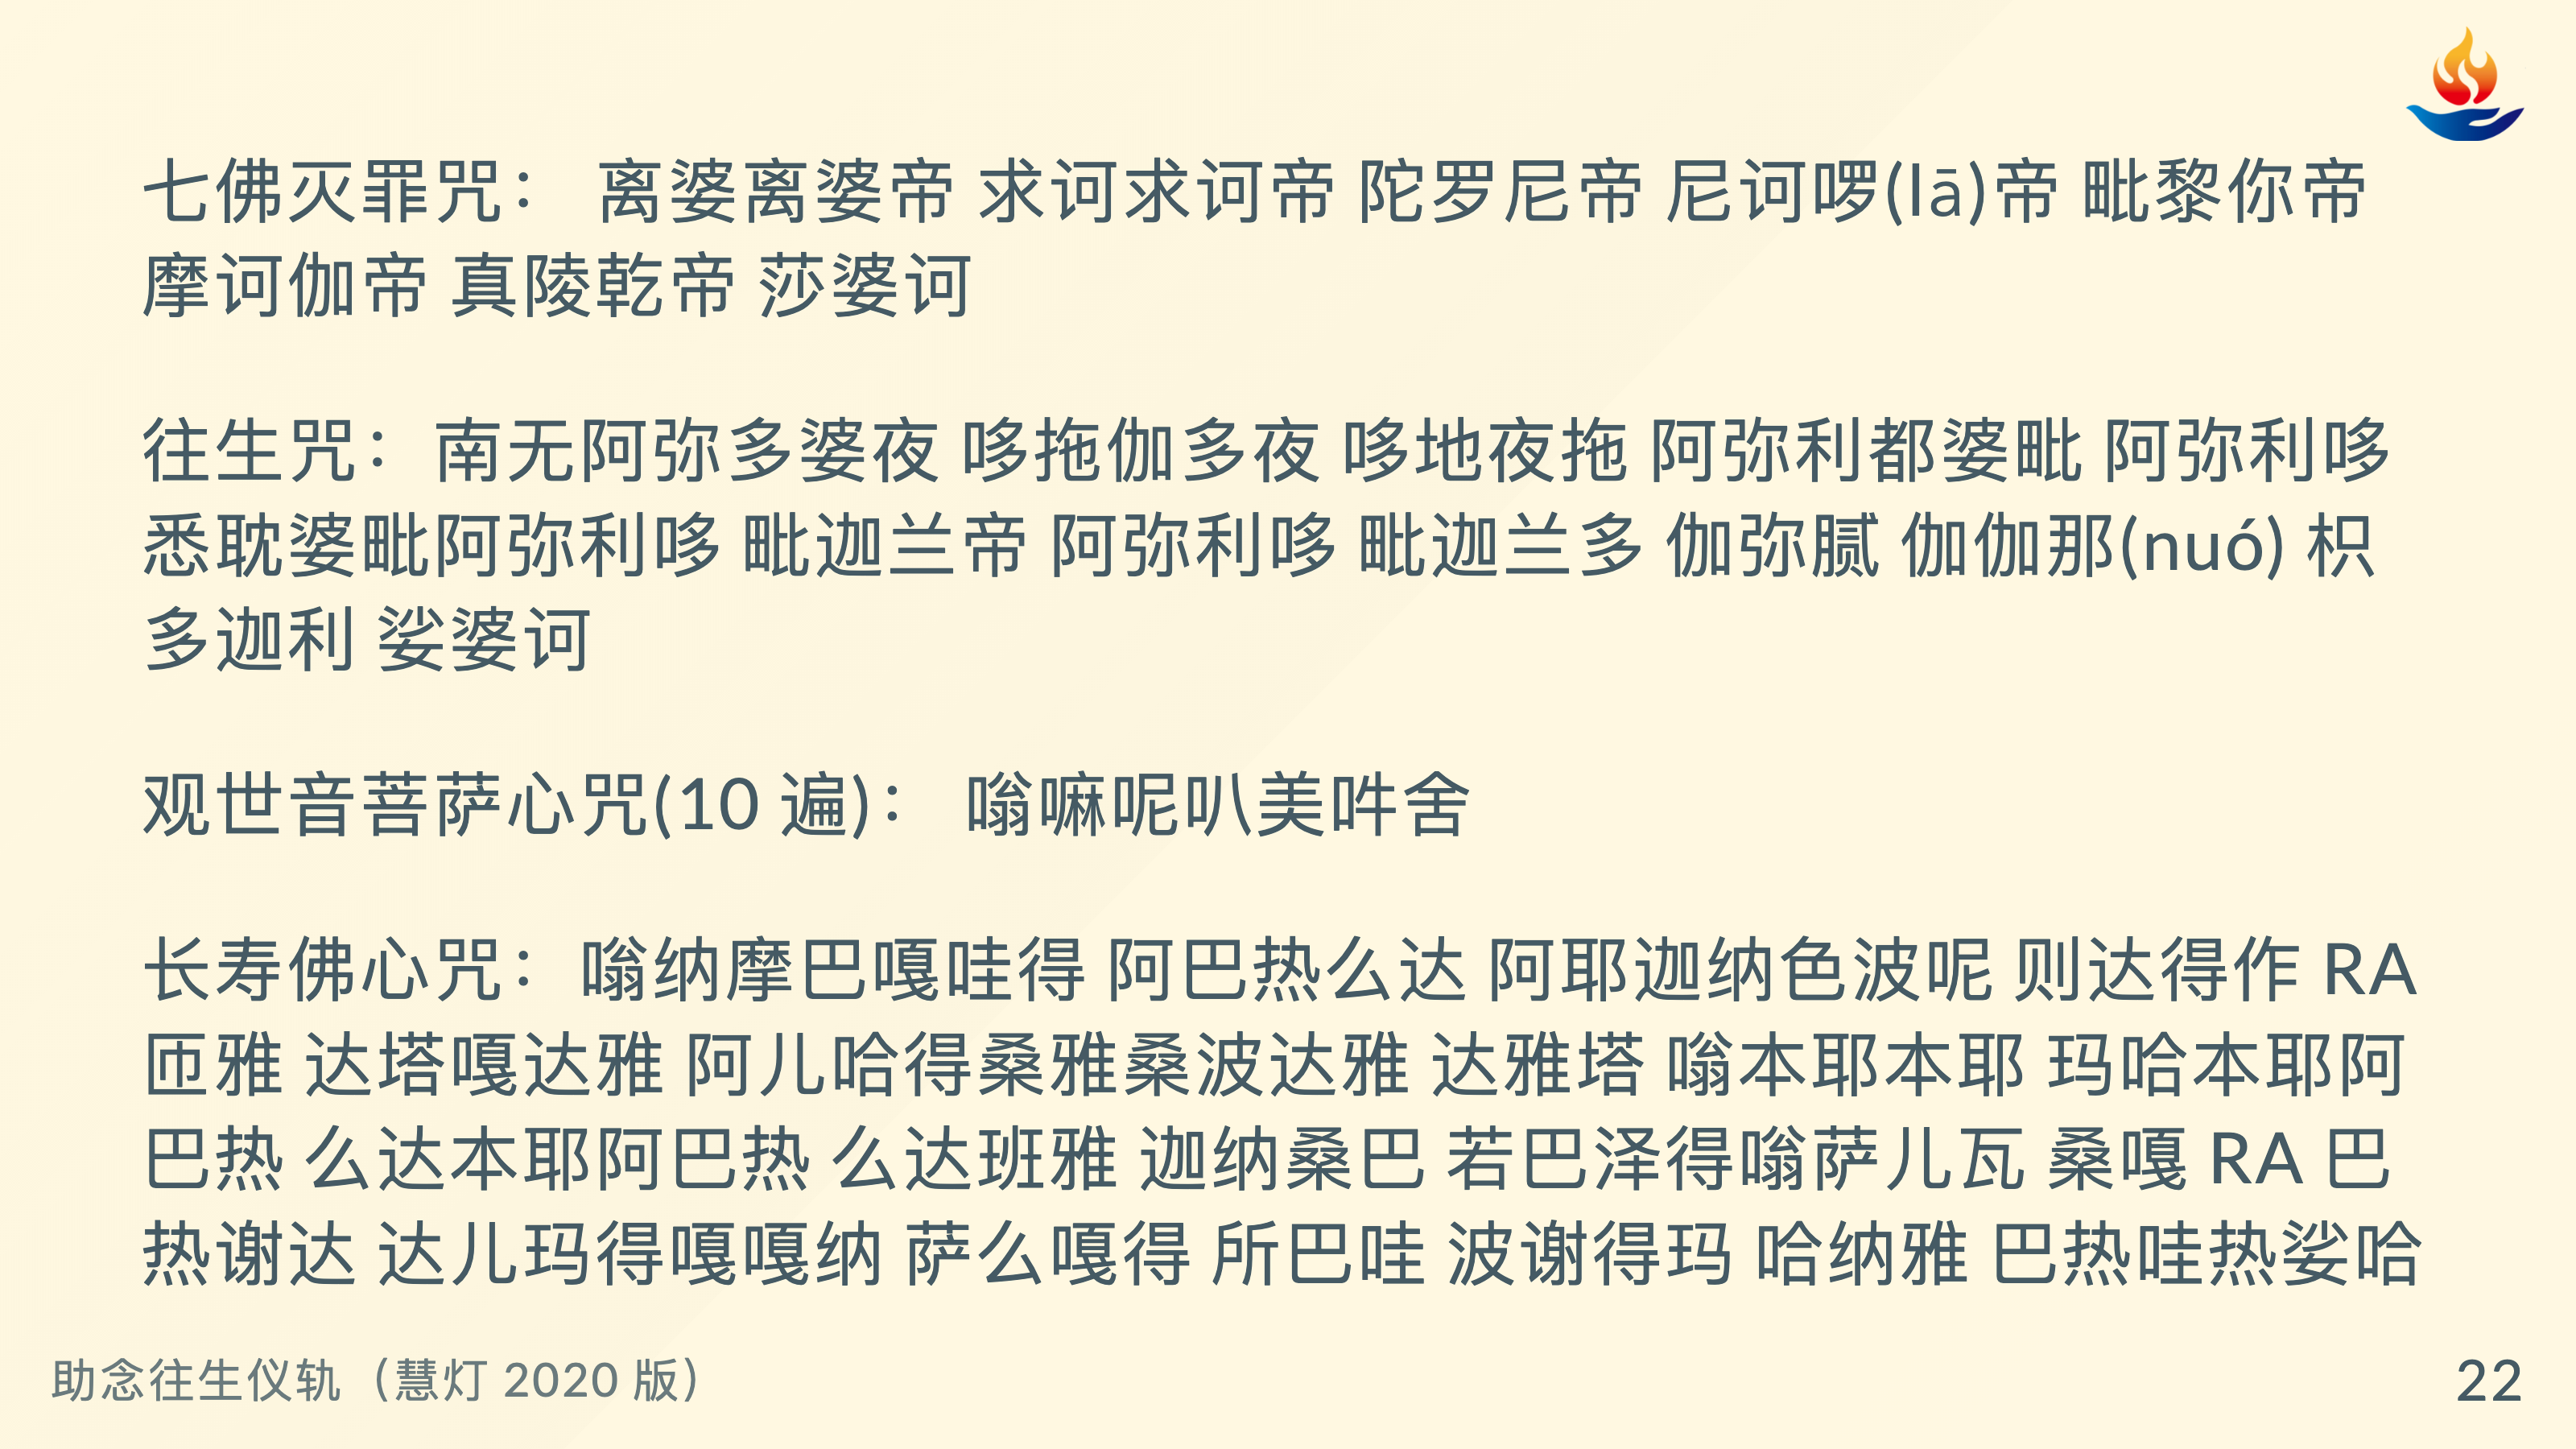 七佛灭罪咒： 离婆离婆帝 求诃求诃帝 陀罗尼帝 尼诃啰(lā)帝 毗黎你帝
摩诃伽帝 真陵乾帝 莎婆诃
往生咒：南无阿弥多婆夜 哆拖伽多夜 哆地夜拖 阿弥利都婆毗 阿弥利哆
悉耽婆毗阿弥利哆 毗迦兰帝 阿弥利哆 毗迦兰多 伽弥腻 伽伽那(nuó) 枳
多迦利 娑婆诃
观世音菩萨心咒(10 遍)： 嗡嘛呢叭美吽舍
长寿佛心咒：嗡纳摩巴嘎哇得 阿巴热么达 阿耶迦纳色波呢 则达得作 RA
匝雅 达塔嘎达雅 阿儿哈得桑雅桑波达雅 达雅塔 嗡本耶本耶 玛哈本耶阿
巴热 么达本耶阿巴热 么达班雅 迦纳桑巴 若巴泽得嗡萨儿瓦 桑嘎 RA 巴
热谢达 达儿玛得嘎嘎纳 萨么嘎得 所巴哇 波谢得玛 哈纳雅 巴热哇热娑哈
助念往生仪轨（慧灯 2020 版）
22